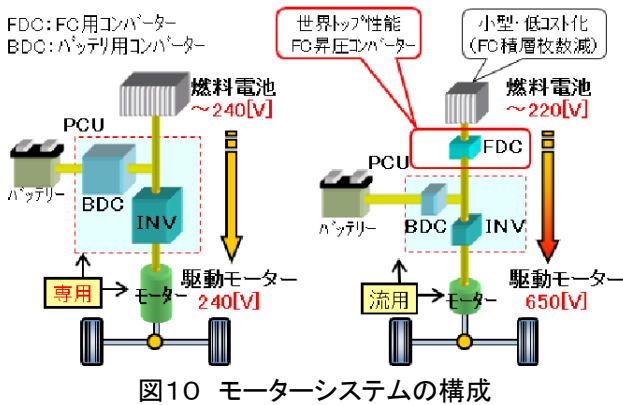 FDC:FC用コンバーター
BDC:バッテリ用コンバーター
燃料電池
～240[V]
PCU
バッテリー
BDC
INV
専用
モーター
駆動モーター
240[V]
世界トップ性能
FC昇圧コンバーター
小型・低コスト化
(FC積層枚数減)
燃料電池
～220[V]
FDC
PCU
バッテリー
BDC
INV
流用
モーター
駆動モーター
650[V]
図10 モーターシステムの構成